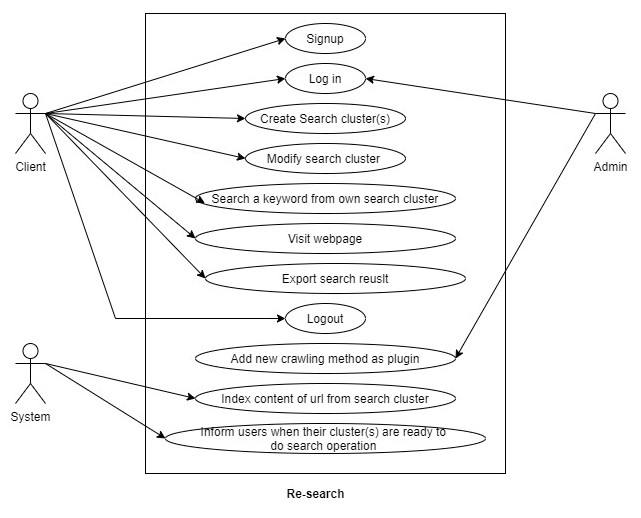 Signup
Log in
Create Search cluster(s)
Client
Admin
Modify search cluster
Search a keyword from own search cluster
Visit webpage
Export search reuslt
Logout
Add new crawling method as plugin
System
Index content of url from search cluster
Inform users when their cluster(s) are ready to
do search operation
Re-search